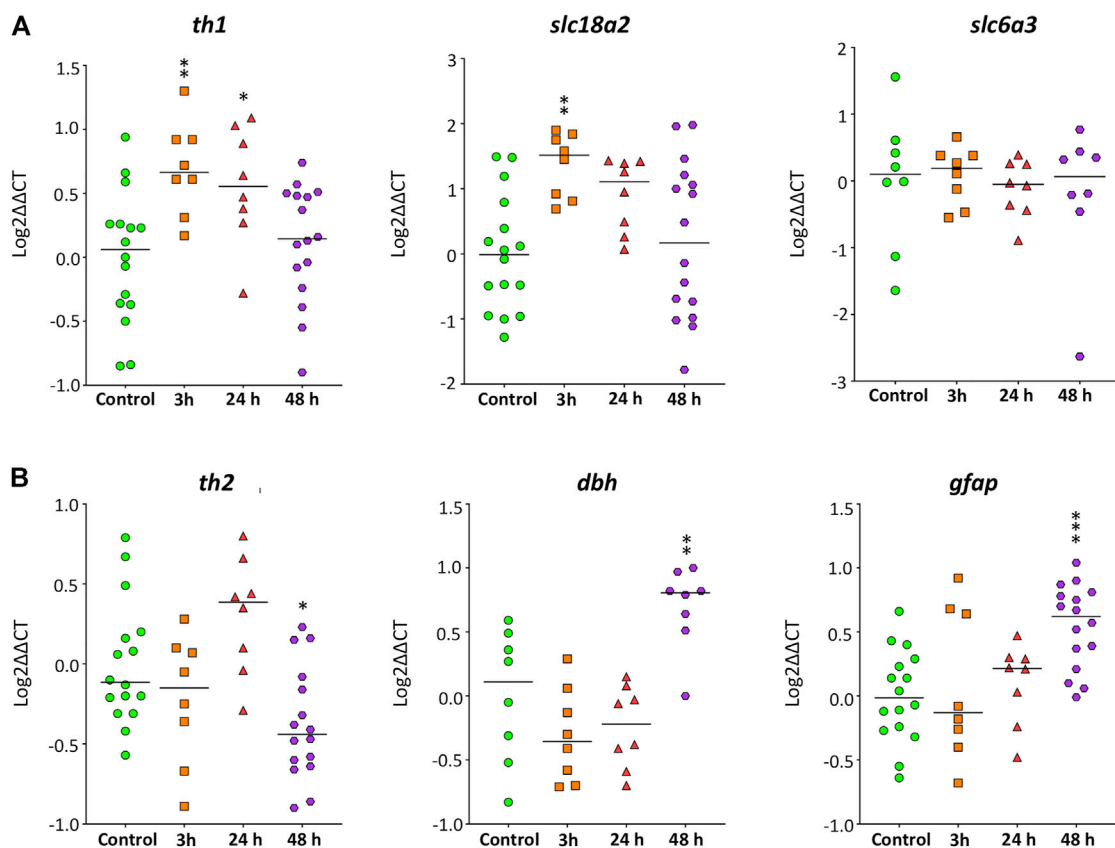 A
th1 slc18a2 slc6a3
Log2ΔΔCT Log2ΔΔCT Log2ΔΔCT
1.5 3 2
** * **
1.0 2 1
0.5 1 0
0.0 0 -1
-0.5 -1 -2
-1.0 -2 -3
Control 3h 24 h 48 h Control 3h 24 h 48 h Control 3h 24 h 48 h
B
th2 dbh gfap
Log2ΔΔCT Log2ΔΔCT Log2ΔΔCT
1.0 1.5 1.5
* ** ***
0.5 1.0 1.0
0.0 0.5 0.5
-0.5 0.0 0.0
-1.0 -0.5 -0.5
-1.0 -1.0
Control 3h 24 h 48 h Control 3h 24 h 48 h Control 3h 24 h 48 h